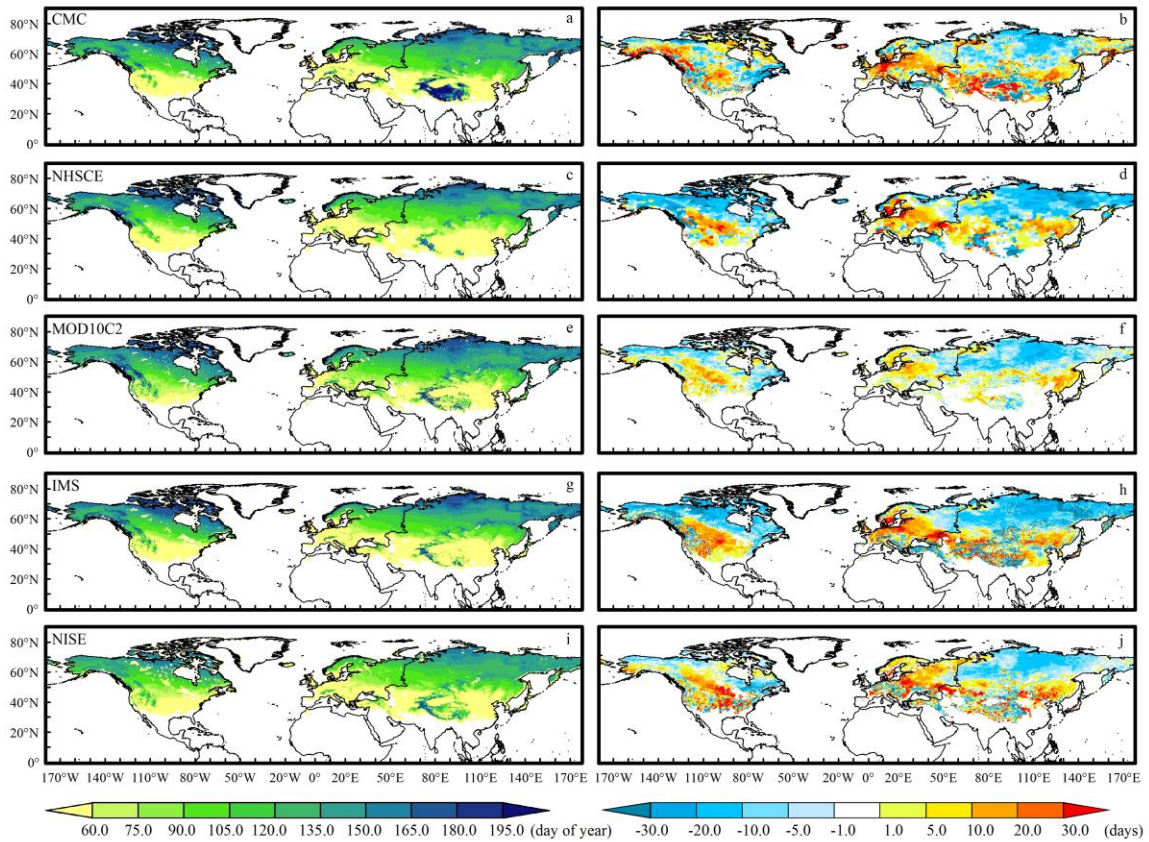 80°N CMC a b
60°N
40°N
20°N
0°
80°N NHSCE c d
60°N
40°N
20°N
0°
80°N MOD10C2 e f
60°N
40°N
20°N
0°
80°N IMS g h
60°N
40°N
20°N
0°
80°N NISE i j
60°N
40°N
20°N
0°
170°W 140°W 110°W 80°W 50°W 20°W 0° 20°E 50°E 80°E 110°E 140°E 170°E 170°W 140°W 110°W 80°W 50°W 20°W 0° 20°E 50°E 80°E 110°E 140°E 170°E
60.0 75.0 90.0 105.0 120.0 135.0 150.0 165.0 180.0 195.0 (day of year) -30.0 -20.0 -10.0 -5.0 -1.0 1.0 5.0 10.0 20.0 30.0 (days)